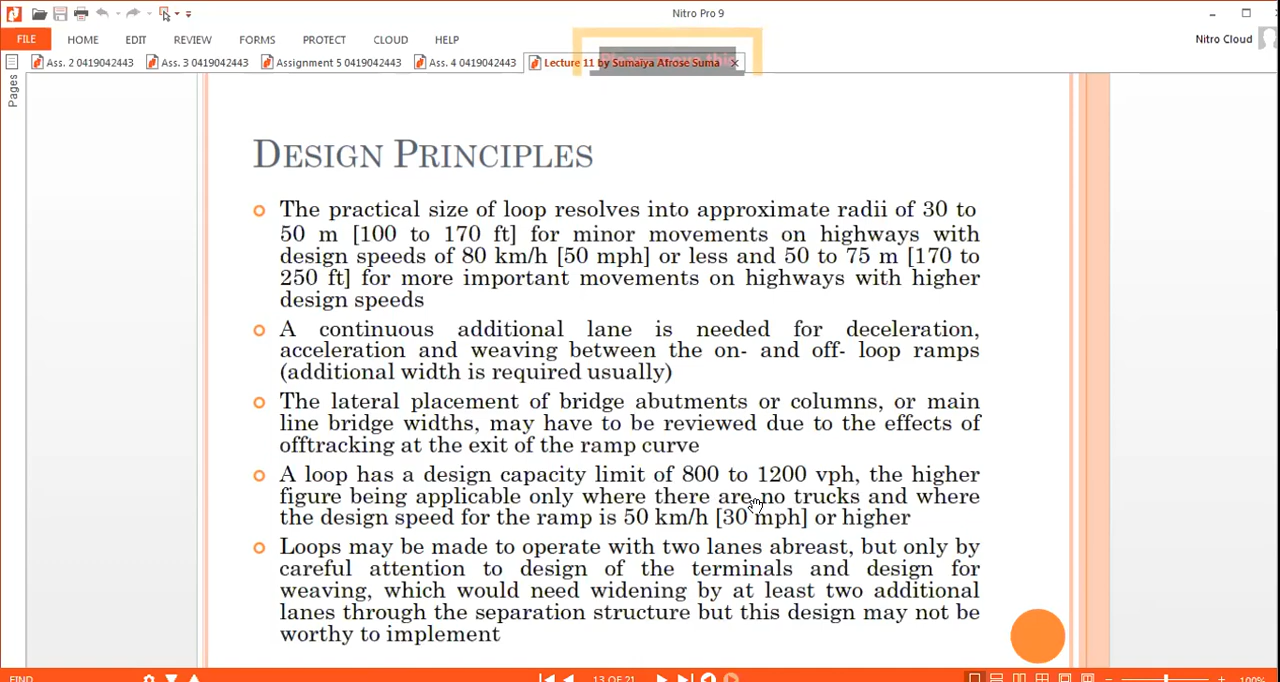 Nitro Pro 9
FILE HOME EDIT REVIEW FORMS PROTECT CLOUD HELP Nitro Cloud
Ass. 2 0419042443 Ass. 3 0419042443 Assignment 5 0419042443 Ass. 4 0419042443 Lecture 11 by Sumaiya Afrose Suma
Pages
DESIGN PRINCIPLES
The practical size of loop resolves into approximate radii of 30 to
50 m [100 to 170 ft] for minor movements on highways with
design speeds of 80 km/h [50 mph] or less and 50 to 75 m [170 to
250 ft] for more important movements on highways with higher
design speeds
A continuous additional lane is needed for deceleration,
acceleration and weaving between the on- and off- loop ramps
(additional width is required usually)
The lateral placement of bridge abutments or columns, or main
line bridge widths, may have to be reviewed due to the effects of
offtracking at the exit of the ramp curve
A loop has a design capacity limit of 800 to 1200 vph, the higher
figure being applicable only where there are no trucks and where
the design speed for the ramp is 50 km/h [30 mph] or higher
Loops may be made to operate with two lanes abreast, but only by
careful attention to design of the terminals and design for
weaving, which would need widening by at least two additional
lanes through the separation structure but this design may not be
worthy to implement
FIND 13 OF 21 100%